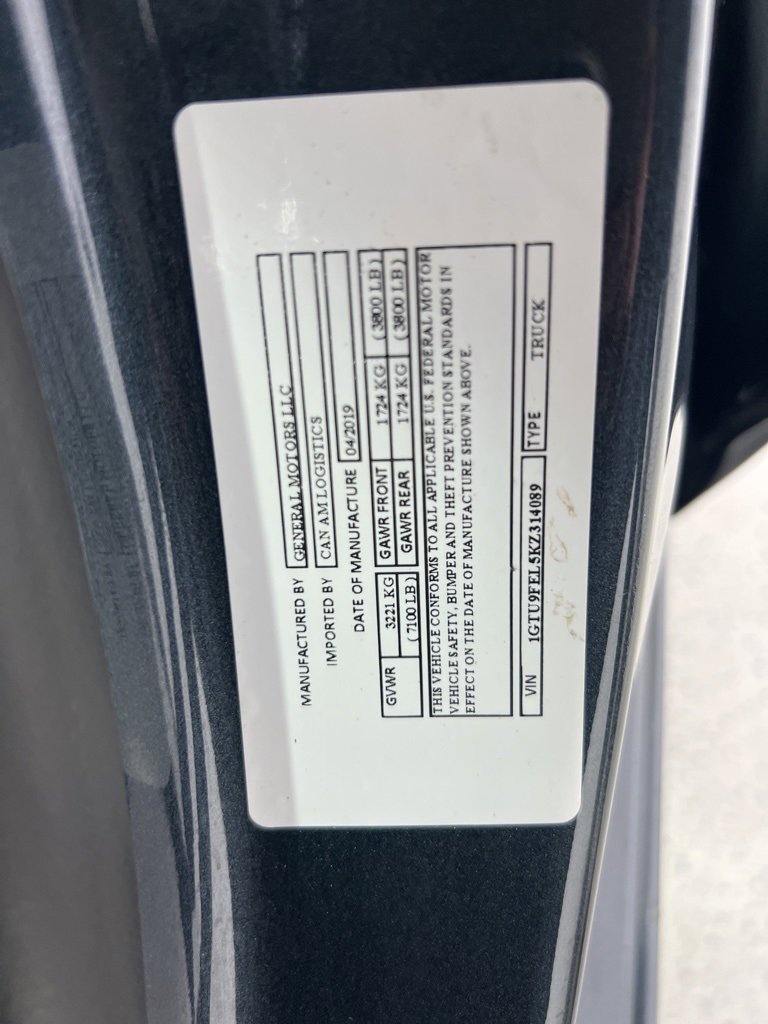 MANUFACTURED BY GENERAL MOTORS LLC
IMPORTED BY CAN AM LOGISTICS
DATE OF MANUFACTURE 04/2019
GVWR 3221 KG GAWR FRONT 1724 KG (3800 LB)
(7100 LB) GAWR REAR 1724 KG (3800 LB)
THIS VEHICLE CONFORMS TO ALL APPLICABLE U.S. FEDERAL MOTOR
VEHICLE SAFETY, BUMPER AND THEFT PREVENTION STANDARDS IN
EFFECT ON THE DATE OF MANUFACTURE SHOWN ABOVE.
VIN 1GTU9FEL5KZ314089 TYPE TRUCK